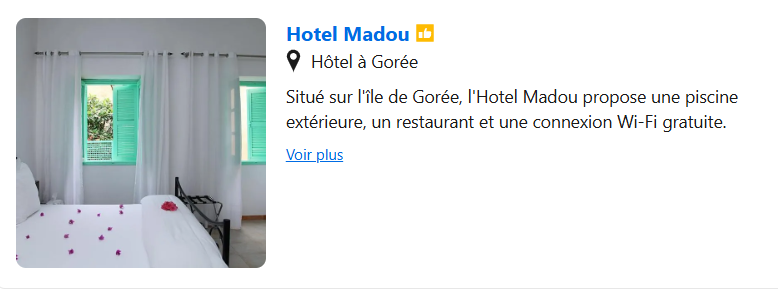 Hotel Madou
Hôtel à Gorée
Situé sur l'île de Gorée, l'Hotel Madou propose une piscine
extérieure, un restaurant et une connexion Wi-Fi gratuite.
Voir plus